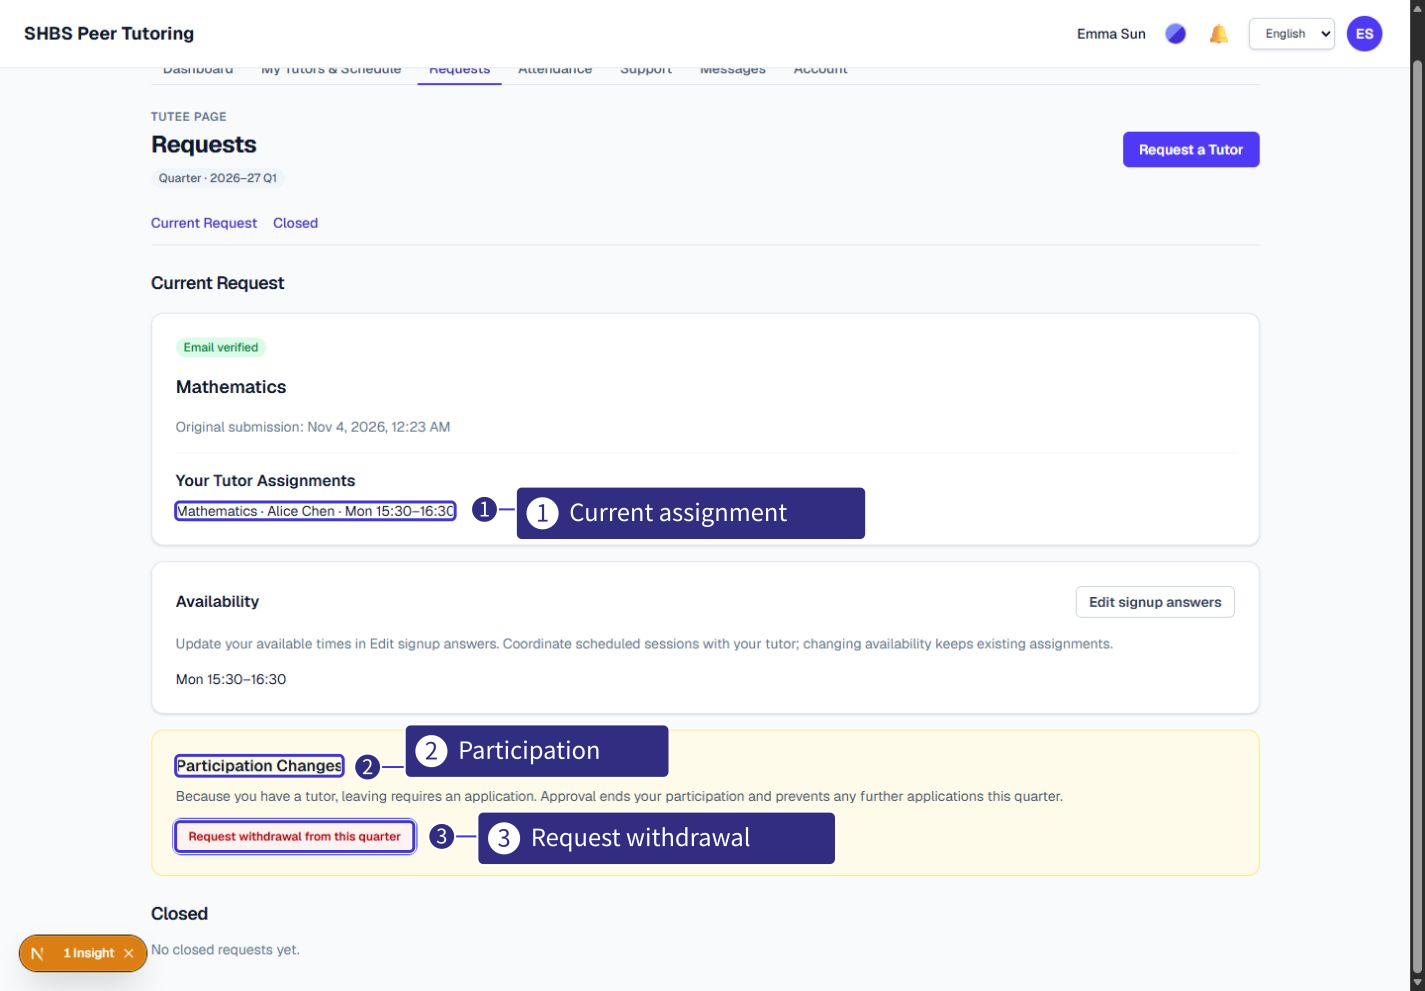 SHBS Peer Tutoring
Emma Sun
English
ES
Dashboard
My Tutors & Schedule
Requests
Attendance
Support
Messages
Account
TUTEE PAGE
Requests
Request a Tutor
Quarter · 2026–27 Q1
Current Request
Closed
Current Request
Email verified
Mathematics
Original submission: Nov 4, 2026, 12:23 AM
Your Tutor Assignments
Mathematics · Alice Chen · Mon 15:30–16:30
1
1 Current assignment
Availability
Edit signup answers
Update your available times in Edit signup answers. Coordinate scheduled sessions with your tutor; changing availability keeps existing assignments.
Mon 15:30–16:30
Participation Changes
2
2 Participation
Because you have a tutor, leaving requires an application. Approval ends your participation and prevents any further applications this quarter.
Request withdrawal from this quarter
3
3 Request withdrawal
Closed
No closed requests yet.
N
1 Insight ×